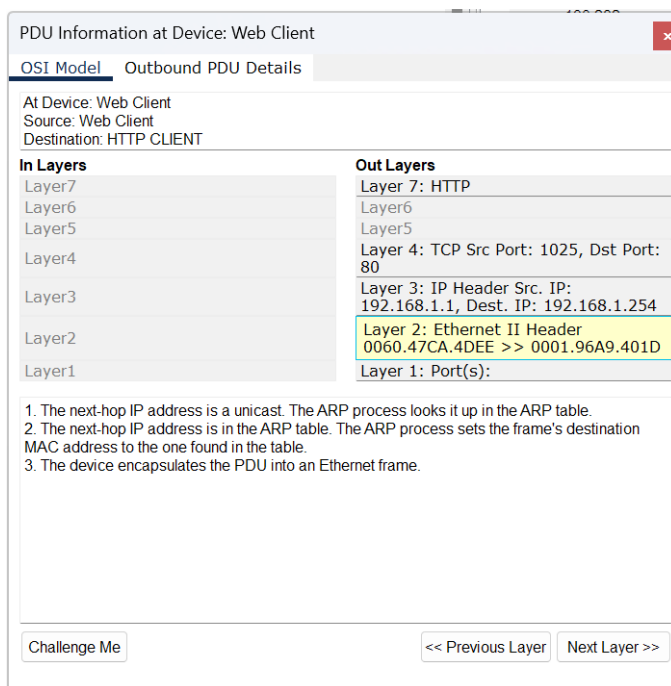 PDU Information at Device: Web Client
OSI Model Outbound PDU Details
At Device: Web Client
Source: Web Client
Destination: HTTP CLIENT
In Layers
Layer7
Layer6
Layer5
Layer4
Layer3
Layer2
Layer1
Out Layers
Layer 7: HTTP
Layer6
Layer5
Layer 4: TCP Src Port: 1025, Dst Port:
80
Layer 3: IP Header Src. IP:
192.168.1.1, Dest. IP: 192.168.1.254
Layer 2: Ethernet II Header
0060.47CA.4DEE >> 0001.96A9.401D
Layer 1: Port(s):
1. The next-hop IP address is a unicast. The ARP process looks it up in the ARP table.
2. The next-hop IP address is in the ARP table. The ARP process sets the frame's destination
MAC address to the one found in the table.
3. The device encapsulates the PDU into an Ethernet frame.
Challenge Me
<< Previous Layer
Next Layer >>